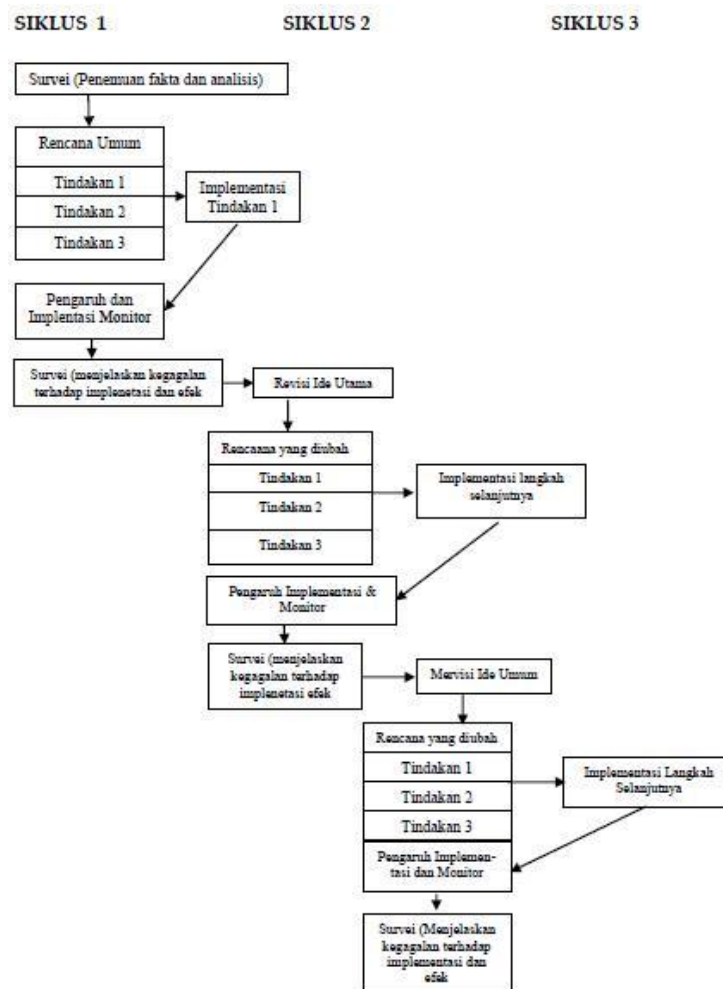 SIKLUS 1
SIKLUS 2
SIKLUS 3
Survei (Penemuan fakta dan analisis)
Rencana Umum
Tindakan 1
Tindakan 2
Tindakan 3
Implementasi
Tindakan 1
Pengaruh dan
Implentasi Monitor
Survei (menjelaskan kegagalan
terhadap implenetasi dan efek
Revisi Ide Utama
Rencaana yang diubah
Tindakan 1
Tindakan 2
Tindakan 3
Implementasi langkah
selanjutnya
Pengaruh Implementasi &
Monitor
Survei (menjelaskan
kegagalan terhadap
implenetasi efek
Mervisi Ide Umum
Rencana yang diubah
Tindakan 1
Tindakan 2
Tindakan 3
Implementasi Langkah
Selanjutnya
Pengaruh Implemen-
tasi dan Monitor
Survei (Menjelaskan
kegagalan terhadap
implementasi dan
efek